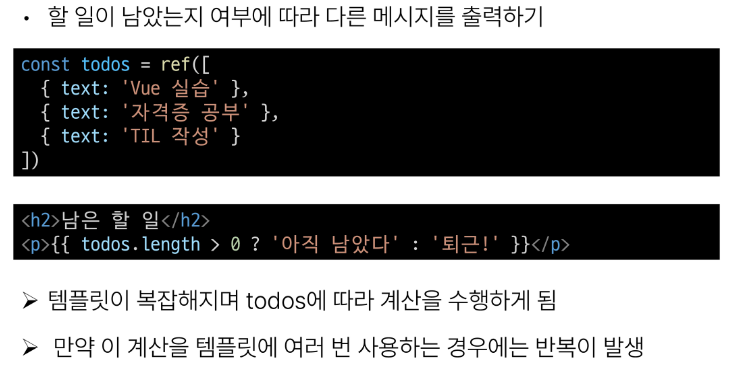 • 할 일이 남았는지 여부에 따라 다른 메시지를 출력하기
const todos = ref([
  { text: 'Vue 실습' },
  { text: '자격증 공부' },
  { text: 'TIL 작성' }
])
<h2>남은 할 일</h2>
<p>{{ todos.length > 0 ? '아직 남았다' : '퇴근!' }}</p>
➢ 템플릿이 복잡해지며 todos에 따라 계산을 수행하게 됨
➢ 만약 이 계산을 템플릿에 여러 번 사용하는 경우에는 반복이 발생